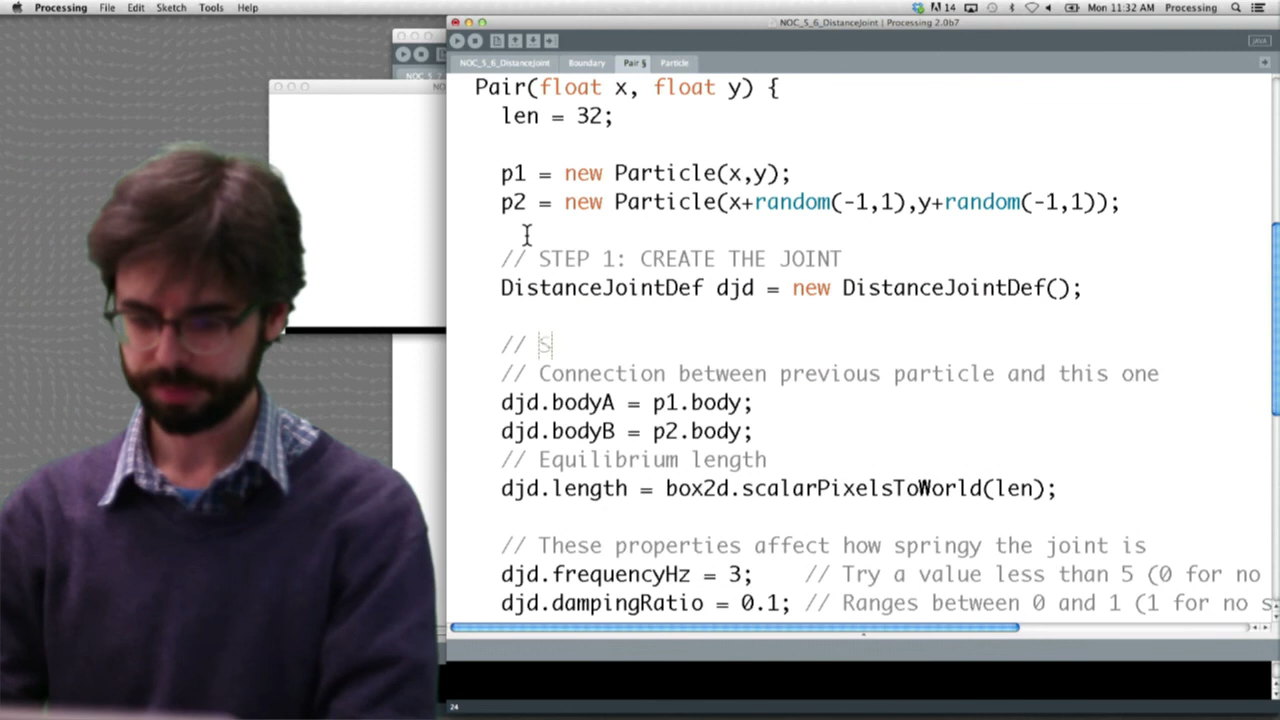 Processing File Edit Sketch Tools Help
14 Mon 11:32 AM Processing
NOC_5_6_DistanceJoint | Processing 2.0b7
JAVA
NOC_5_6_DistanceJoint Boundary Pair § Particle
Pair(float x, float y) {
len = 32;
p1 = new Particle(x,y);
p2 = new Particle(x+random(-1,1),y+random(-1,1));
// STEP 1: CREATE THE JOINT
DistanceJointDef djd = new DistanceJointDef();
// S
// Connection between previous particle and this one
djd.bodyA = p1.body;
djd.bodyB = p2.body;
// Equilibrium length
djd.length = box2d.scalarPixelsToWorld(len);
// These properties affect how springy the joint is
djd.frequencyHz = 3; // Try a value less than 5 (0 for no
djd.dampingRatio = 0.1; // Ranges between 0 and 1 (1 for no s
24